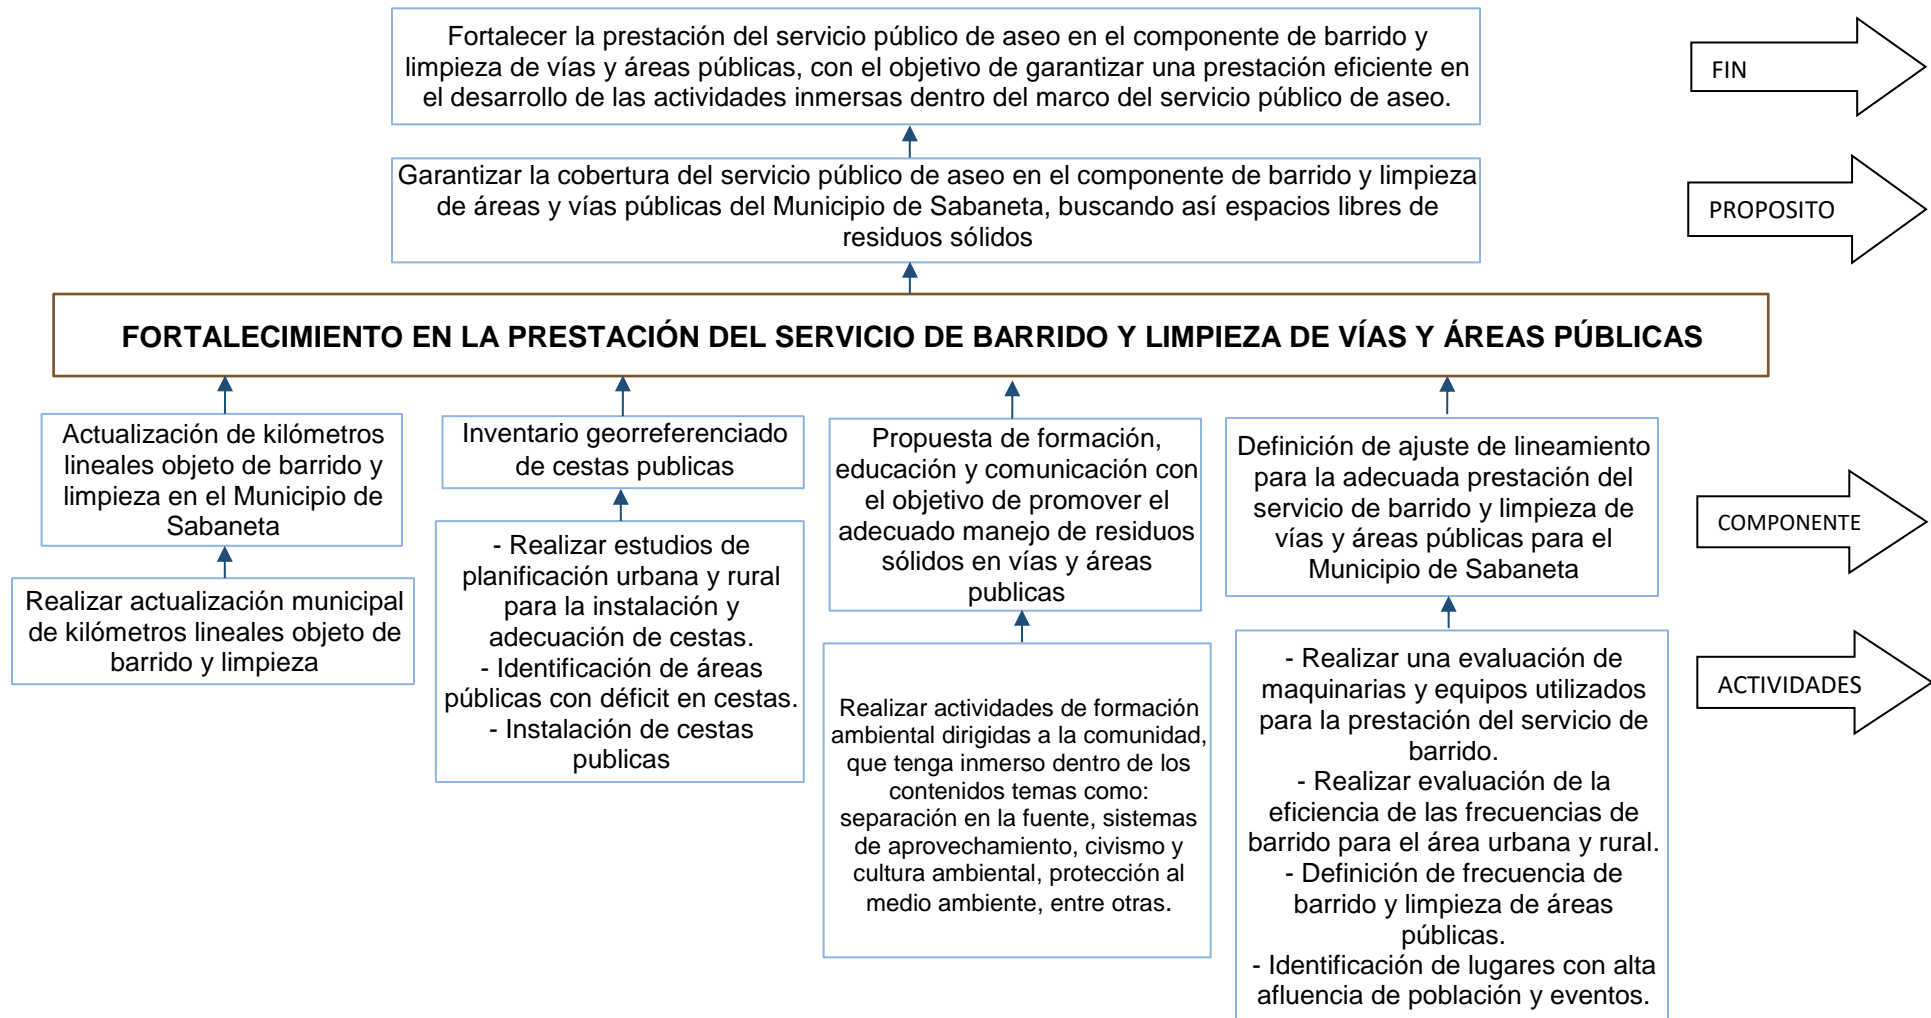 Fortalecer la prestación del servicio público de aseo en el componente de barrido y
limpieza de vías y áreas públicas, con el objetivo de garantizar una prestación eficiente en
el desarrollo de las actividades inmersas dentro del marco del servicio público de aseo.
FIN
Garantizar la cobertura del servicio público de aseo en el componente de barrido y limpieza
de áreas y vías públicas del Municipio de Sabaneta, buscando así espacios libres de
residuos sólidos
PROPOSITO
FORTALECIMIENTO EN LA PRESTACIÓN DEL SERVICIO DE BARRIDO Y LIMPIEZA DE VÍAS Y ÁREAS PÚBLICAS
Actualización de kilómetros
lineales objeto de barrido y
limpieza en el Municipio de
Sabaneta
Inventario georreferenciado
de cestas publicas
Propuesta de formación,
educación y comunicación con
el objetivo de promover el
adecuado manejo de residuos
sólidos en vías y áreas
publicas
Definición de ajuste de lineamiento
para la adecuada prestación del
servicio de barrido y limpieza de
vías y áreas públicas para el
Municipio de Sabaneta
COMPONENTE
Realizar actualización municipal
de kilómetros lineales objeto de
barrido y limpieza
- Realizar estudios de
planificación urbana y rural
para la instalación y
adecuación de cestas.
- Identificación de áreas
públicas con déficit en cestas.
- Instalación de cestas
publicas
Realizar actividades de formación
ambiental dirigidas a la comunidad,
que tenga inmerso dentro de los
contenidos temas como:
separación en la fuente, sistemas
de aprovechamiento, civismo y
cultura ambiental, protección al
medio ambiente, entre otras.
- Realizar una evaluación de
maquinarias y equipos utilizados
para la prestación del servicio de
barrido.
- Realizar evaluación de la
eficiencia de las frecuencias de
barrido para el área urbana y rural.
- Definición de frecuencia de
barrido y limpieza de áreas
públicas.
- Identificación de lugares con alta
afluencia de población y eventos.
ACTIVIDADES